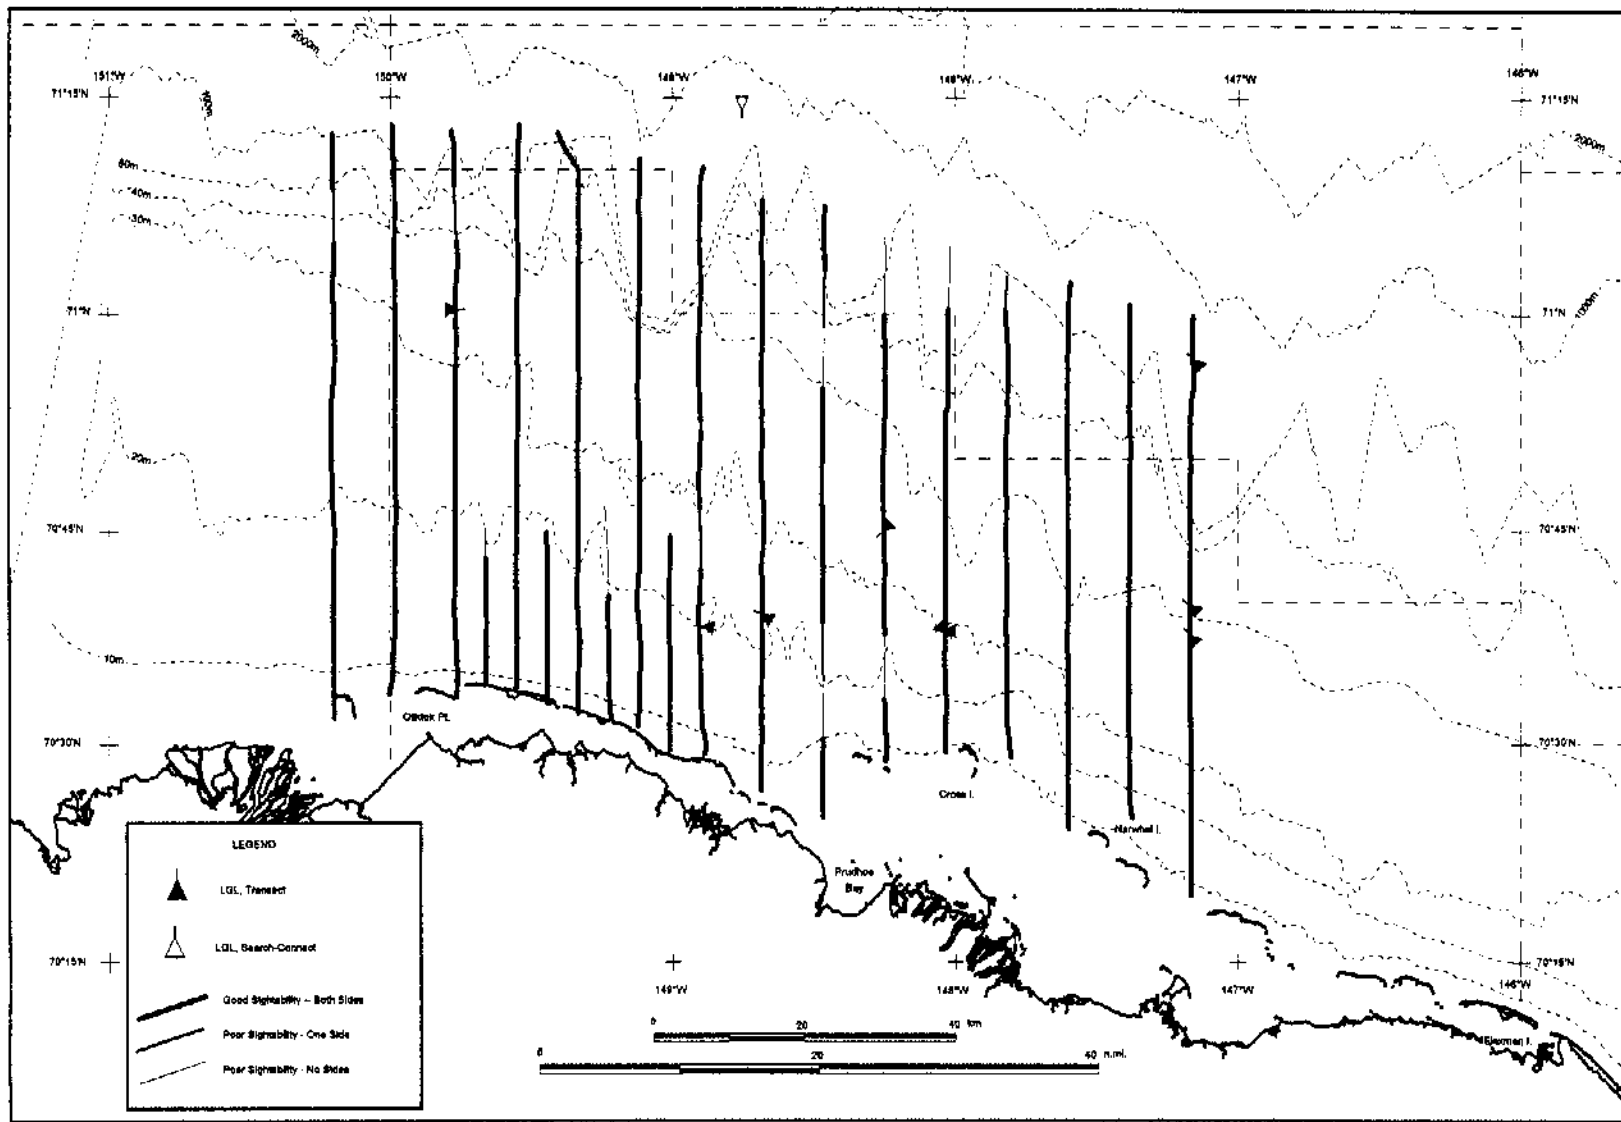 2000m
151°W
150°W
149°W
148°W
147°W
146°W
71°15'N
71°15'N
2000m
40m
30m
71°N
71°N
1000m
20m
70°45'N
70°45'N
10m
Oliktok Pt.
70°30'N
70°30'N
Cross I.
Narwhal I.
Prudhoe
Bay
LEGEND
LGL, Transect
LGL, Search-Connect
Good Sightability - Both Sides
Poor Sightability - One Side
Poor Sightability - No Sides
70°15'N
70°15'N
149°W
148°W
147°W
146°W
0 20 40 km
0 20 40 n.mi.
Flaxman I.